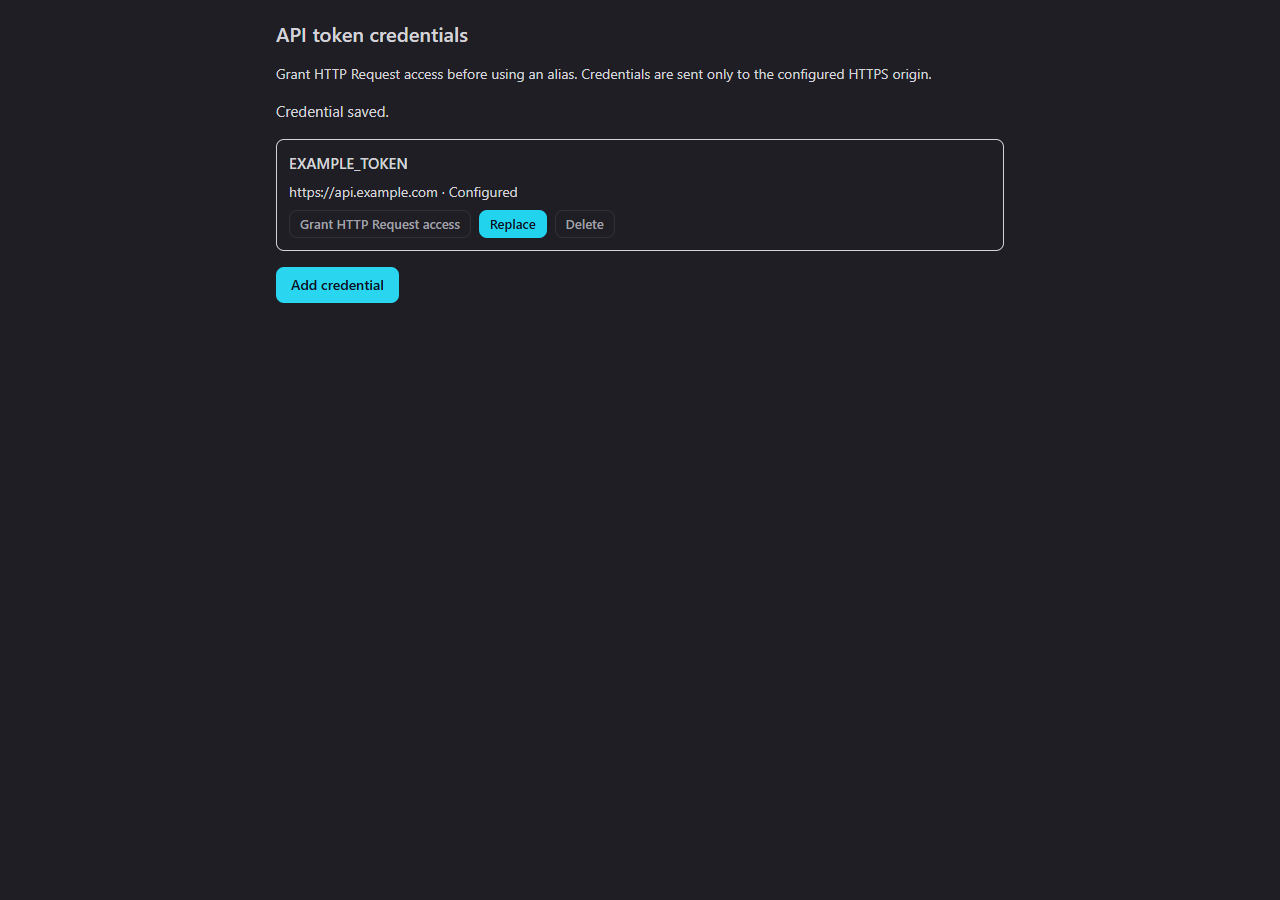 API token credentials
Grant HTTP Request access before using an alias. Credentials are sent only to the configured HTTPS origin.
Credential saved.
EXAMPLE_TOKEN
https://api.example.com · Configured
Grant HTTP Request access Replace Delete
Add credential